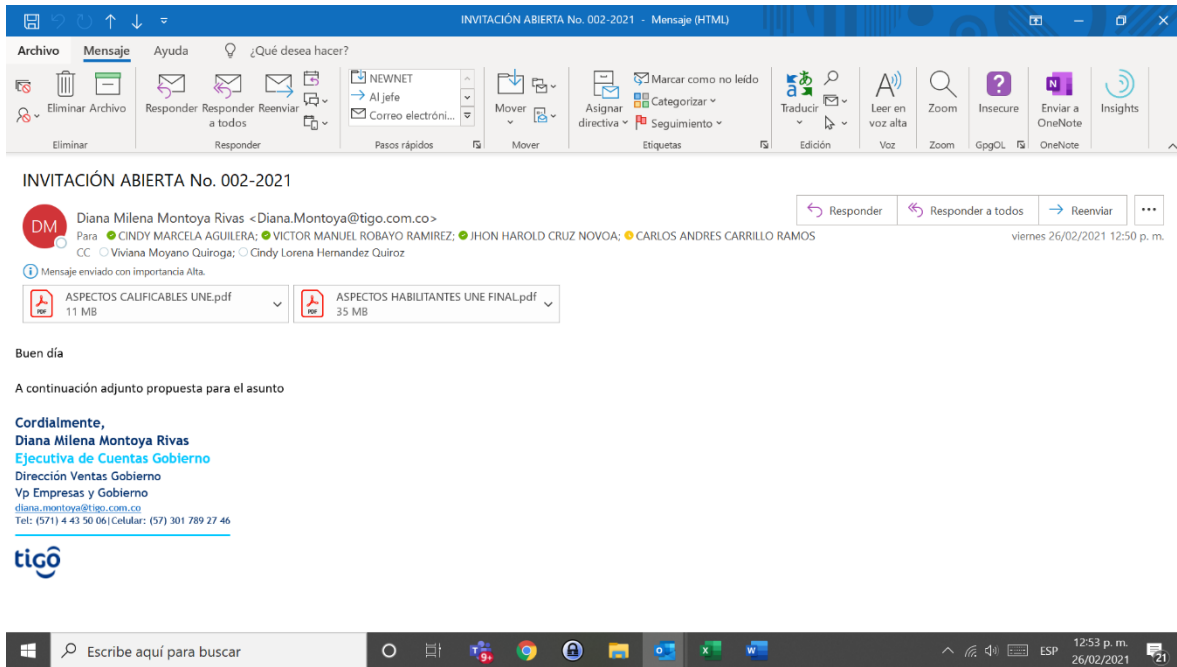 INVITACIÓN ABIERTA No. 002-2021 - Mensaje (HTML)
Archivo Mensaje Ayuda ¿Qué desea hacer?
Eliminar Archivo
Responder Responder a todos Reenviar
NEWNET
Al jefe
Correo electróni...
Mover
Asignar directiva
Marcar como no leído
Categorizar
Seguimiento
Traducir
Leer en voz alta
Zoom
Insecure
Enviar a OneNote
Insights
Eliminar Responder Pasos rápidos Mover Etiquetas Edición Voz Zoom GpgOL OneNote
INVITACIÓN ABIERTA No. 002-2021
Responder Responder a todos Reenviar
DM
Diana Milena Montoya Rivas <Diana.Montoya@tigo.com.co>
Para CINDY MARCELA AGUILERA; VICTOR MANUEL ROBAYO RAMIREZ; JHON HAROLD CRUZ NOVOA; CARLOS ANDRES CARRILLO RAMOS
viernes 26/02/2021 12:50 p. m.
CC Viviana Moyano Quiroga; Cindy Lorena Hernandez Quiroz
Mensaje enviado con importancia Alta.
ASPECTOS CALIFICABLES UNE.pdf
PDF 11 MB
ASPECTOS HABILITANTES UNE FINAL.pdf
PDF 35 MB
Buen día
A continuación adjunto propuesta para el asunto
Cordialmente,
Diana Milena Montoya Rivas
Ejecutiva de Cuentas Gobierno
Dirección Ventas Gobierno
Vp Empresas y Gobierno
diana.montoya@tigo.com.co
Tel: (571) 4 43 50 06|Celular: (57) 301 789 27 46
tigô
Escribe aquí para buscar
9+
ESP
12:53 p. m.
26/02/2021
21